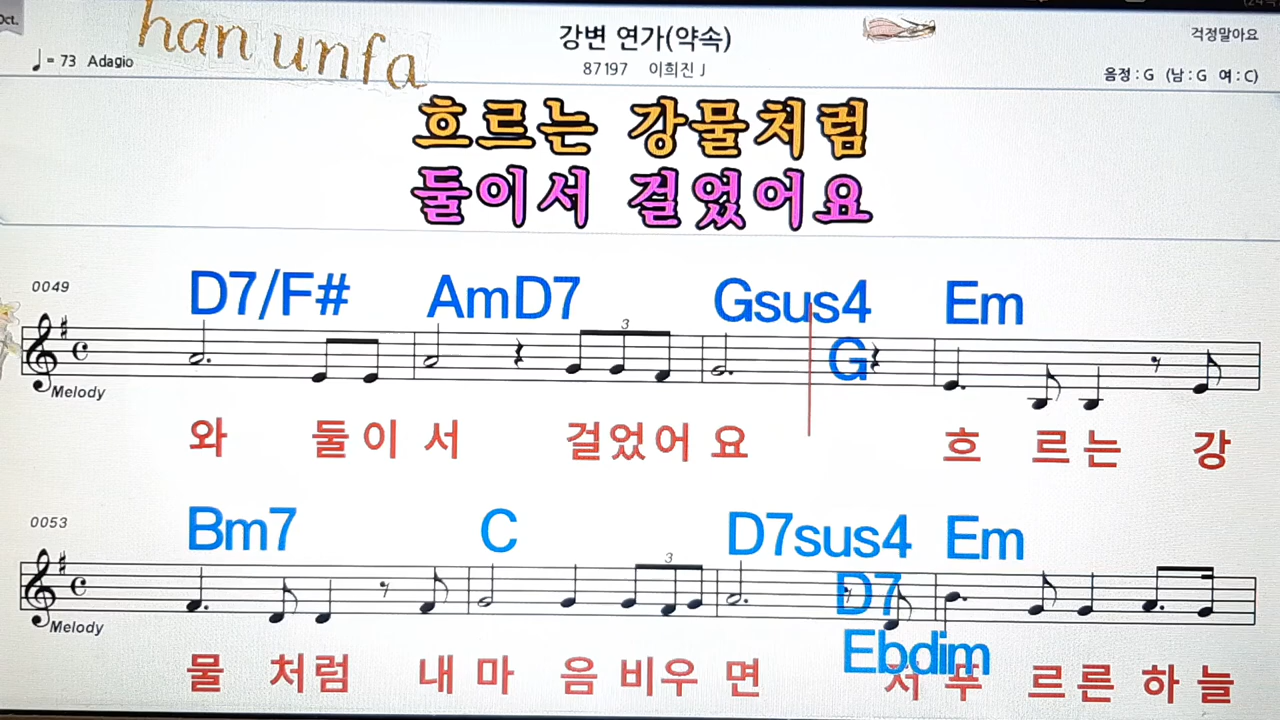 Oct.
han unfa
강변 연가(약속)
걱정말아요
♩= 73 Adagio
87197 이희진 J
음정 : G (남 : G 여 : C)
흐르는 강물처럼
둘이서 걸었어요
0049
D7/F# AmD7 Gsus4 Em
3
G
Melody
와 둘이 서 걸었어 요 흐 르는 강
0053
Bm7 C D7sus4 Em
3
D7
Melody
Ebdim
물 처럼 내 마 음 비우 면 저 푸 르른 하 늘